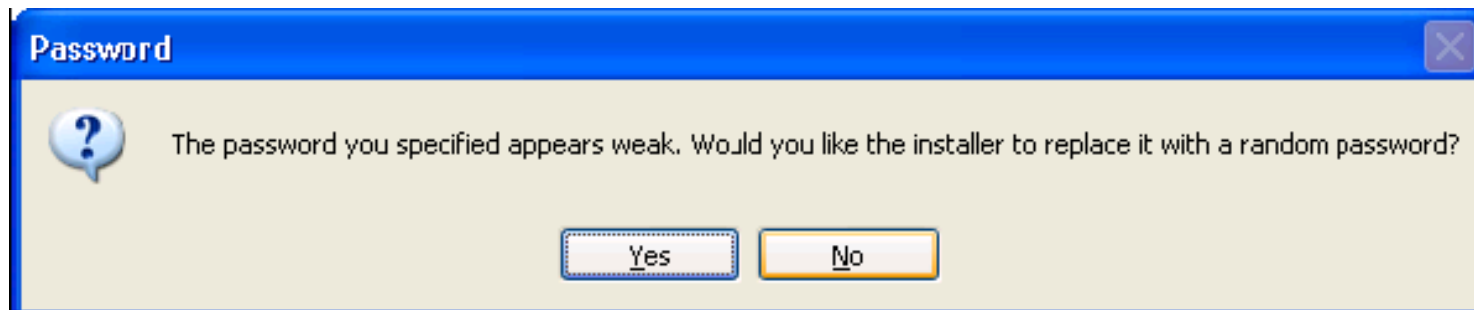 Password
The password you specified appears weak. Would you like the installer to replace it with a random password?
Yes
No